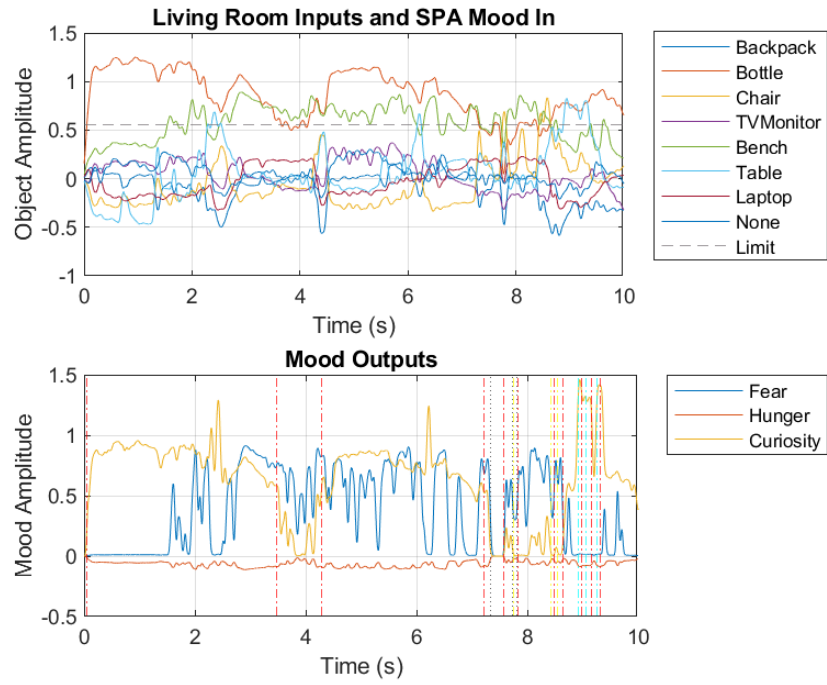 Living Room Inputs and SPA Mood In
1.5
1
0.5
0
-0.5
-1
Object Amplitude
0
2
4
6
8
10
Time (s)
Backpack
Bottle
Chair
TVMonitor
Bench
Table
Laptop
None
Limit
Mood Outputs
1.5
1
0.5
0
-0.5
Mood Amplitude
0
2
4
6
8
10
Time (s)
Fear
Hunger
Curiosity